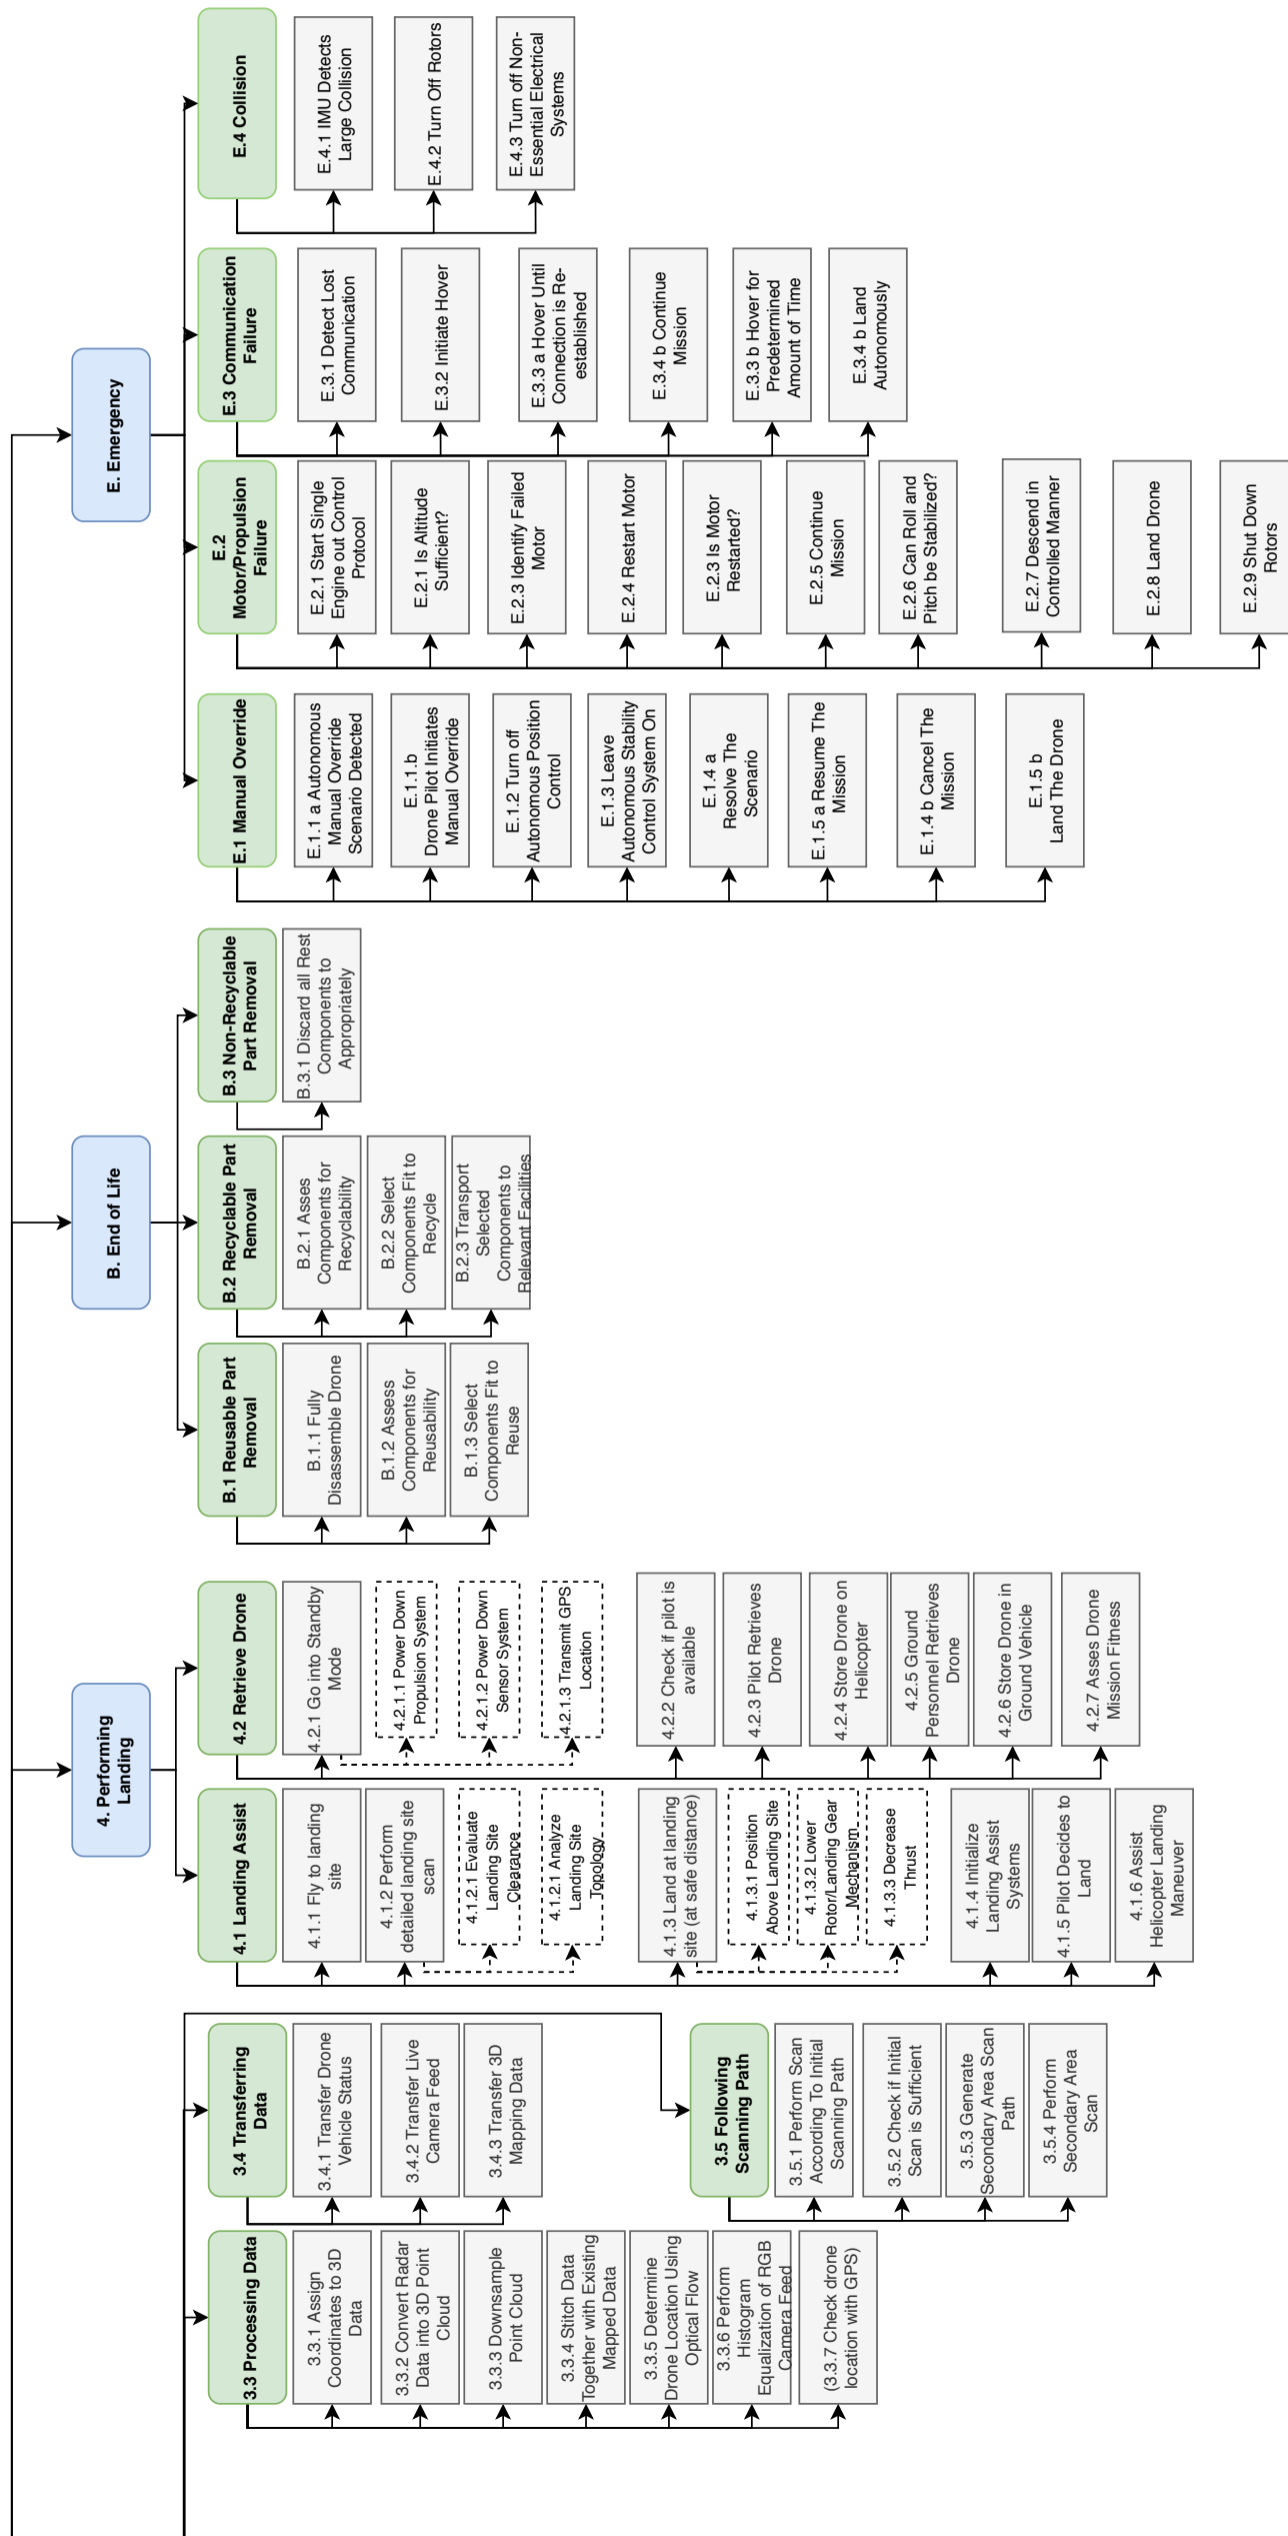 3.3 Processing Data
3.3.1 Assign
Coordinates to 3D
Data
3.3.2 Convert Radar
Data into 3D Point
Cloud
3.3.3 Downsample
Point Cloud
3.3.4 Stitch Data
Together with Existing
Mapped Data
3.3.5 Determine
Drone Location Using
Optical Flow
3.3.6 Perform
Histogram
Equalization of RGB
Camera Feed
(3.3.7 Check drone
location with GPS)
3.4 Transferring
Data
3.4.1 Transfer Drone
Vehicle Status
3.4.2 Transfer Live
Camera Feed
3.4.3 Transfer 3D
Mapping Data
3.5 Following
Scanning Path
3.5.1 Perform Scan
According To Initial
Scanning Path
3.5.2 Check if Initial
Scan is Sufficient
3.5.3 Generate
Secondary Area Scan
Path
3.5.4 Perform
Secondary Area
Scan
4. Performing
Landing
4.1 Landing Assist
4.1.1 Fly to landing
site
4.1.2 Perform
detailed landing site
scan
4.1.2.1 Evaluate
Landing Site
Clearance
4.1.2.1 Analyze
Landing Site
Topology
4.1.3 Land at landing
site (at safe distance)
4.1.3.1 Position
Above Landing Site
4.1.3.2 Lower
Rotor/Landing Gear
Mechanism
4.1.3.3 Decrease
Thrust
4.1.4 Initialize
Landing Assist
Systems
4.1.5 Pilot Decides to
Land
4.1.6 Assist
Helicopter Landing
Maneuver
4.2 Retrieve Drone
4.2.1 Go into Standby
Mode
4.2.1.1 Power Down
Propulsion System
4.2.1.2 Power Down
Sensor System
4.2.1.3 Transmit GPS
Location
4.2.2 Check if pilot is
available
4.2.3 Pilot Retrieves
Drone
4.2.4 Store Drone on
Helicopter
4.2.5 Ground
Personnel Retrieves
Drone
4.2.6 Store Drone in
Ground Vehicle
4.2.7 Asses Drone
Mission Fitness
B. End of Life
B.1 Reusable Part
Removal
B.1.1 Fully
Disassemble Drone
B.1.2 Assess
Components for
Reusability
B.1.3 Select
Components Fit to
Reuse
B.2 Recyclable Part
Removal
B.2.1 Asses
Components for
Recyclability
B.2.2 Select
Components Fit to
Recycle
B.2.3 Transport
Selected
Components to
Relevant Facilities
B.3 Non-Recyclable
Part Removal
B.3.1 Discard all Rest
Components to
Appropriately
E. Emergency
E.1 Manual Override
E.1.1 a Autonomous
Manual Override
Scenario Detected
E.1.1.b
Drone Pilot Initiates
Manual Override
E.1.2 Turn off
Autonomous Position
Control
E.1.3 Leave
Autonomous Stability
Control System On
E.1.4 a
Resolve The
Scenario
E.1.5 a Resume The
Mission
E.1.4 b Cancel The
Mission
E.1.5 b
Land The Drone
E.2
Motor/Propulsion
Failure
E.2.1 Start Single
Engine out Control
Protocol
E.2.1 Is Altitude
Sufficient?
E.2.3 Identify Failed
Motor
E.2.4 Restart Motor
E.2.3 Is Motor
Restarted?
E.2.5 Continue
Mission
E.2.6 Can Roll and
Pitch be Stabilized?
E.2.7 Descend in
Controlled Manner
E.2.8 Land Drone
E.2.9 Shut Down
Rotors
E.3 Communication
Failure
E.3.1 Detect Lost
Communication
E.3.2 Initiate Hover
E.3.3 a Hover Until
Connection is Re-
established
E.3.4 b Continue
Mission
E.3.3 b Hover for
Predetermined
Amount of Time
E.3.4 b Land
Autonomously
E.4 Collision
E.4.1 IMU Detects
Large Collision
E.4.2 Turn Off Rotors
E.4.3 Turn off Non-
Essential Electrical
Systems